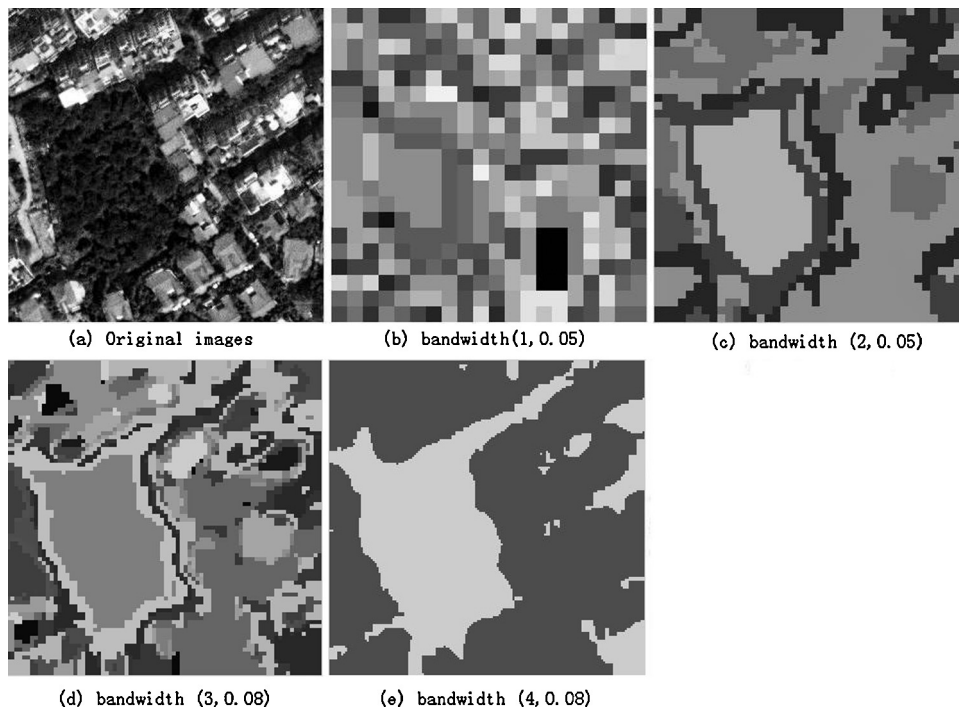 (a) Original images
(b) bandwidth(1,0.05)
(c) bandwidth (2,0.05)
(d) bandwidth (3,0.08)
(e) bandwidth (4,0.08)